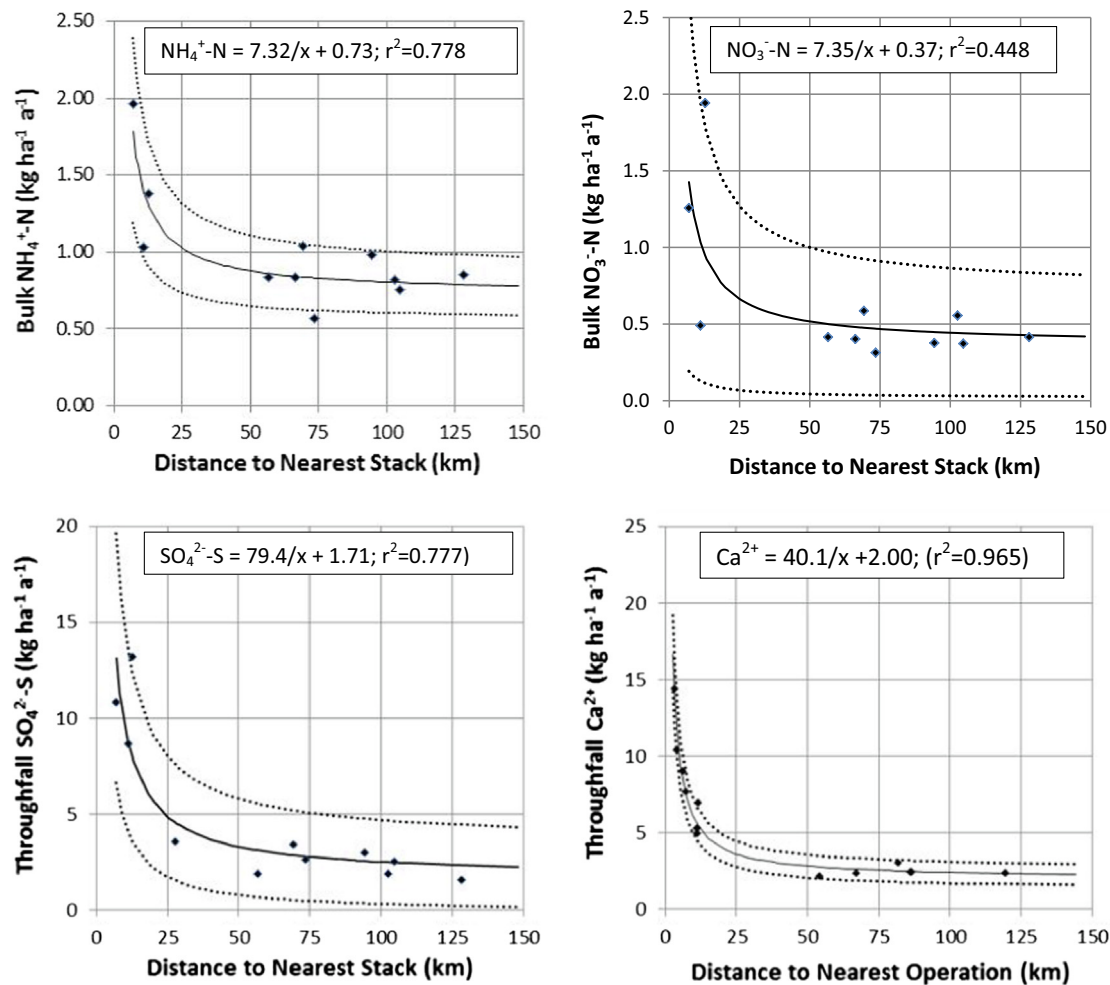 NH₄⁺-N = 7.32/x + 0.73; r²=0.778
Bulk NH₄⁺-N (kg ha⁻¹ a⁻¹)
2.50
2.00
1.50
1.00
0.50
0.00
0 25 50 75 100 125 150
Distance to Nearest Stack (km)
NO₃⁻-N = 7.35/x + 0.37; r²=0.448
Bulk NO₃⁻-N (kg ha⁻¹ a⁻¹)
2.5
2.0
1.5
1.0
0.5
0.0
0 25 50 75 100 125 150
Distance to Nearest Stack (km)
SO₄²⁻-S = 79.4/x + 1.71; r²=0.777)
Throughfall SO₄²⁻-S (kg ha⁻¹ a⁻¹)
20
15
10
5
0
0 25 50 75 100 125 150
Distance to Nearest Stack (km)
Ca²⁺ = 40.1/x +2.00; (r²=0.965)
Throughfall Ca²⁺ (kg ha⁻¹ a⁻¹)
25
20
15
10
5
0
0 25 50 75 100 125 150
Distance to Nearest Operation (km)